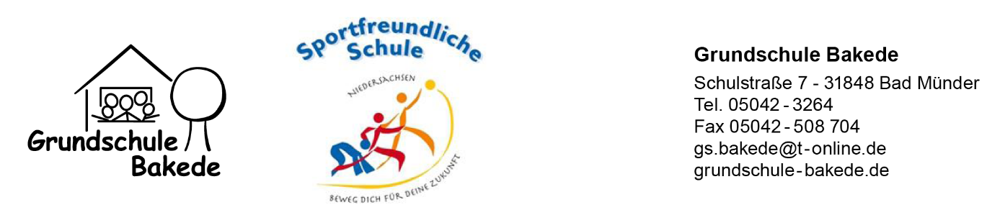 Grundschule
Bakede
Sportfreundliche
Schule
NIEDERSACHSEN
BEWEG DICH FÜR DEINE ZUKUNFT
Grundschule Bakede
Schulstraße 7 - 31848 Bad Münder
Tel. 05042 - 3264
Fax 05042 - 508 704
gs.bakede@t-online.de
grundschule-bakede.de